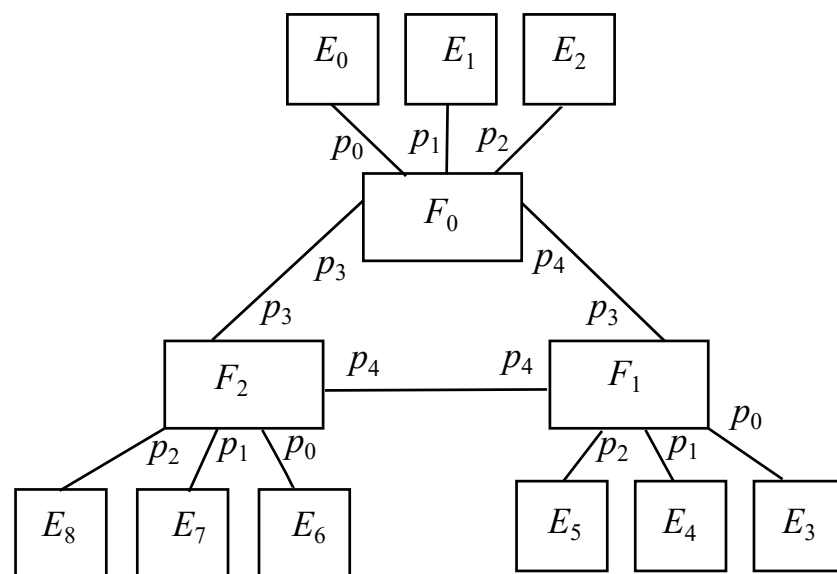 E₀ E₁ E₂
p₀ p₁ p₂
F₀
p₃ p₄
p₃ p₃
F₂ p₄ p₄ F₁
p₂ p₁ p₀ p₂ p₁ p₀
E₈ E₇ E₆ E₅ E₄ E₃